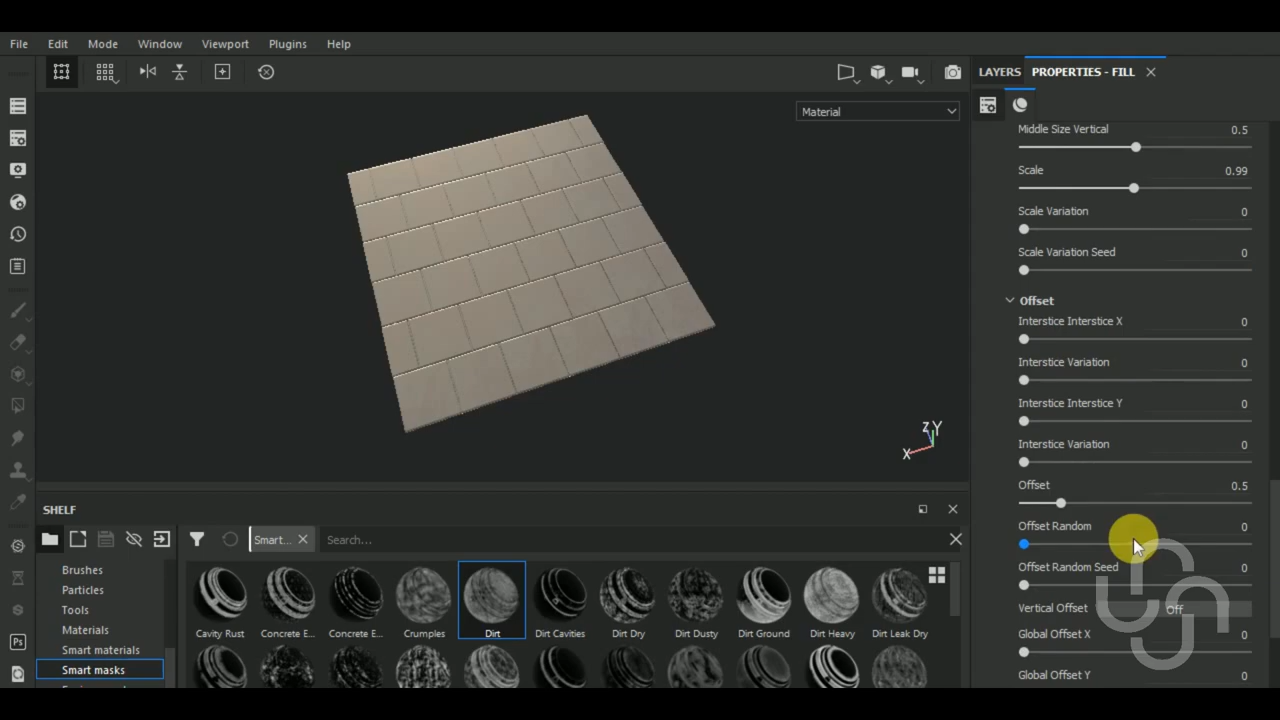 File Edit Mode Window Viewport Plugins Help
LAYERS PROPERTIES - FILL
Material
Middle Size Vertical 0.5
Scale 0.99
Scale Variation 0
Scale Variation Seed 0
Offset
Interstice Interstice X 0
Interstice Variation 0
Interstice Interstice Y 0
Interstice Variation 0
Offset 0.5
Offset Random 0
Offset Random Seed 0
Vertical Offset Off
Global Offset X 0
Global Offset Y 0
Z Y
X
SHELF
Smart... Search...
Brushes
Particles
Tools
Materials
Smart materials
Smart masks
Cavity Rust Concrete E... Concrete E... Crumples Dirt Dirt Cavities Dirt Dry Dirt Dusty Dirt Ground Dirt Heavy Dirt Leak Dry
Ps